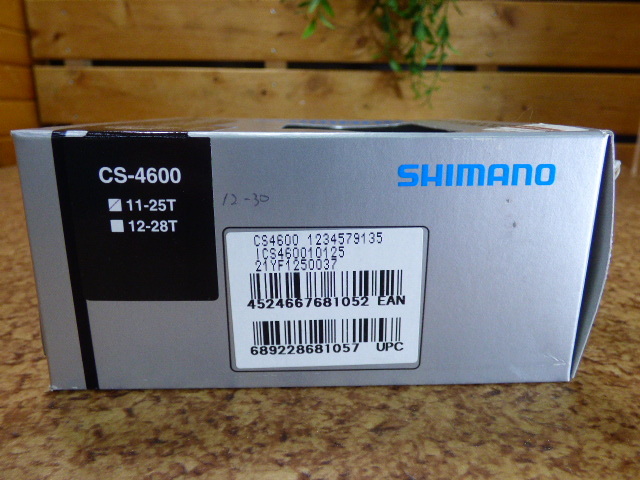 CS-4600
11-25T
12-28T
12-30
SHIMANO
CS4600 1234579135
ICS460010125
21YF1250037
4524667681052 EAN
689228681057 UPC